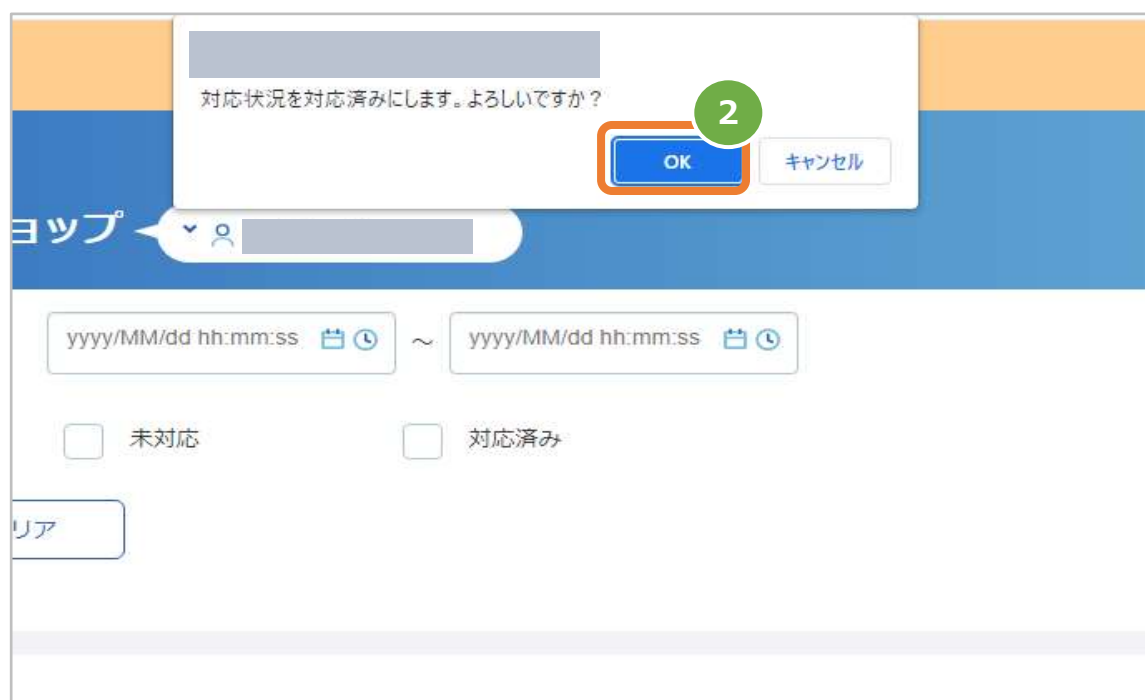 対応状況を対応済みにします。よろしいですか？
2
OK キャンセル
ョップ
yyyy/MM/dd hh:mm:ss ～ yyyy/MM/dd hh:mm:ss
未対応 対応済み
リア